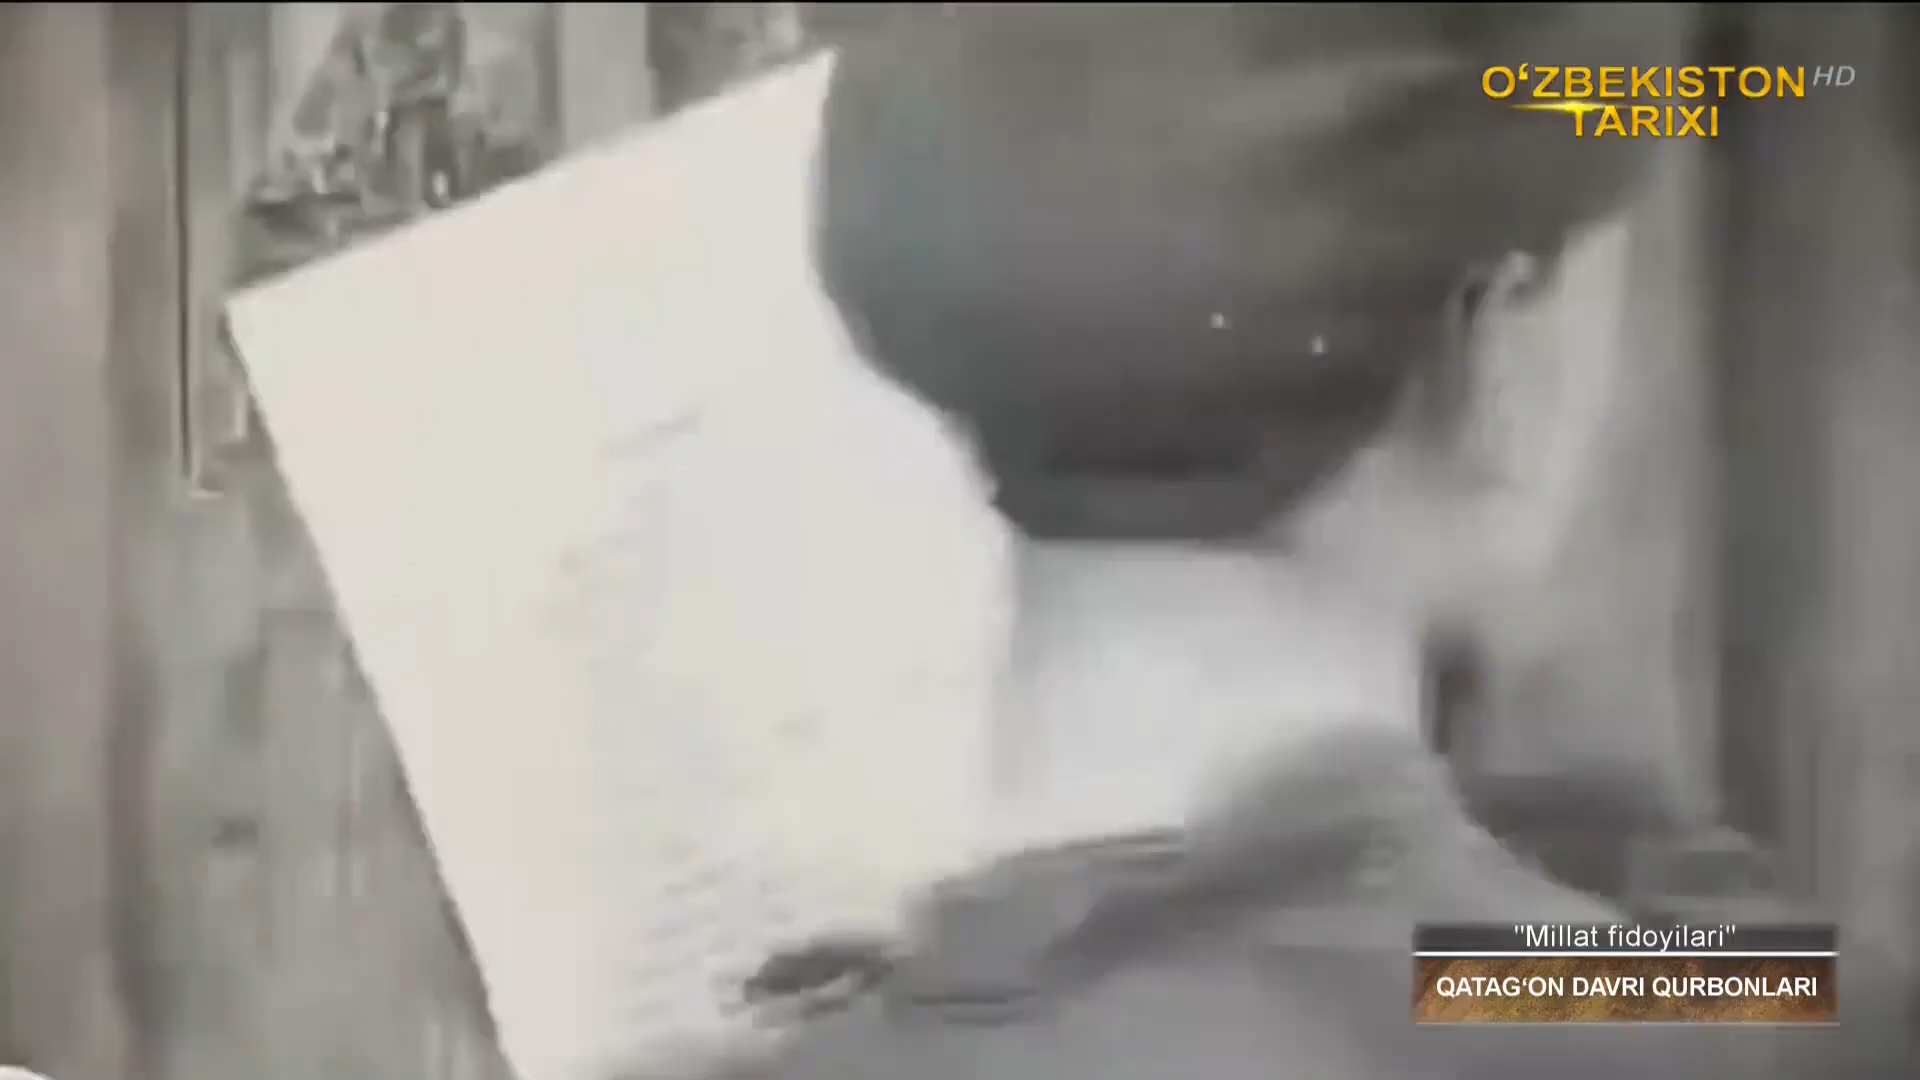 O‘ZBEKISTON HD
TARIXI
"Millat fidoyilari"
QATAG‘ON DAVRI QURBONLARI